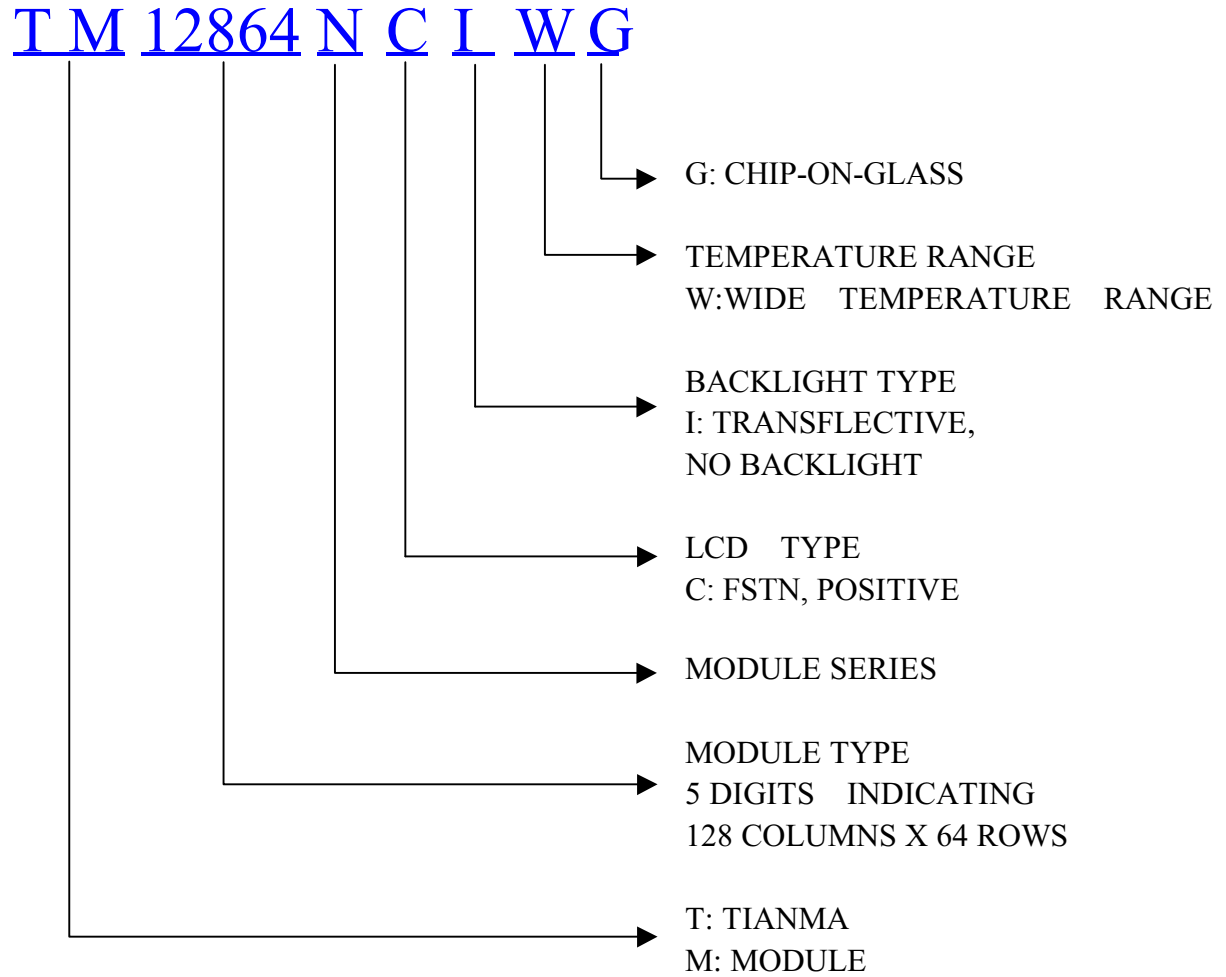 T M 12864 N C I W G
G: CHIP-ON-GLASS
TEMPERATURE RANGE
W:WIDE TEMPERATURE RANGE
BACKLIGHT TYPE
I: TRANSFLECTIVE,
NO BACKLIGHT
LCD TYPE
C: FSTN, POSITIVE
MODULE SERIES
MODULE TYPE
5 DIGITS INDICATING
128 COLUMNS X 64 ROWS
T: TIANMA
M: MODULE